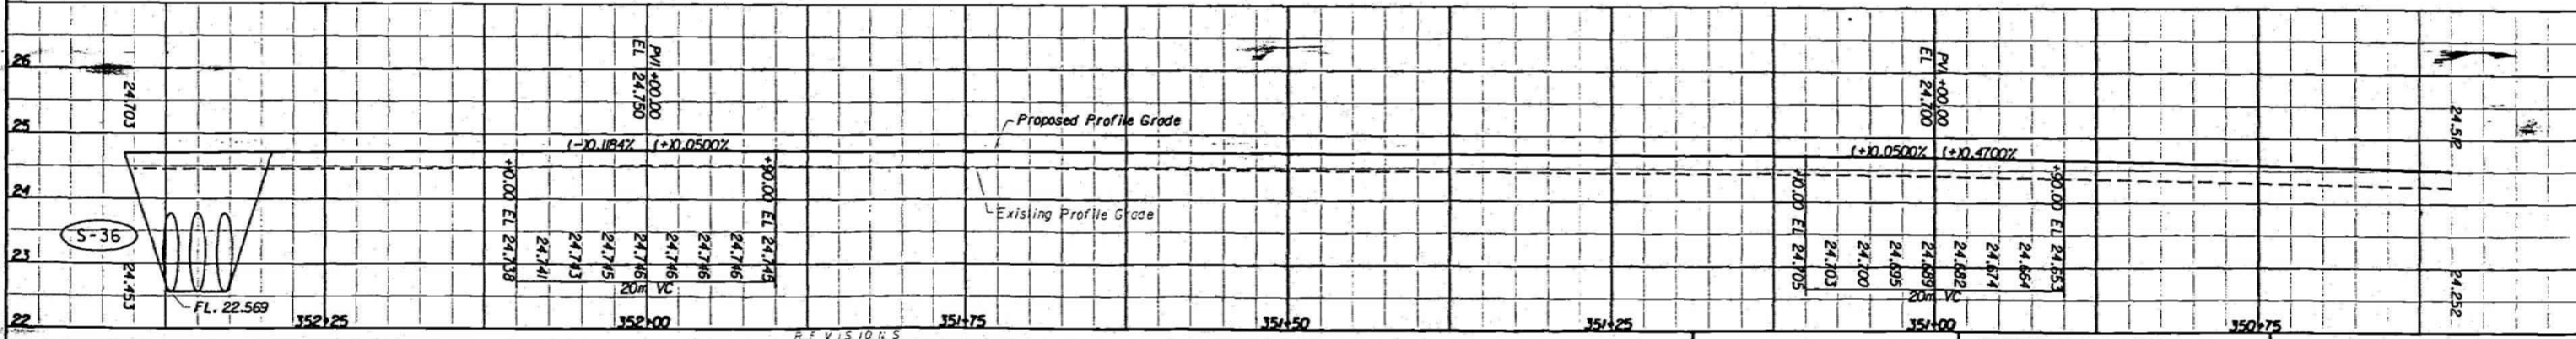 26
25
24
23
22
24.703
24.453
S-36
FL. 22.569
PVI +00.00
EL 24.750
(-)0.1184% (+)0.0500%
+10.00 EL 24.738
24.741
24.743
24.745
24.746
24.746
24.746
24.746
+90.00 EL 24.745
20m VC
Proposed Profile Grade
Existing Profile Grade
PVI +00.00
EL 24.700
(+)0.0500% (+)0.4700%
+10.00 EL 24.705
24.703
24.700
24.695
24.689
24.682
24.674
24.664
+90.00 EL 24.653
20m VC
24.252
352+25
352+00
351+75
351+50
351+25
351+00
350+75
REVISIONS